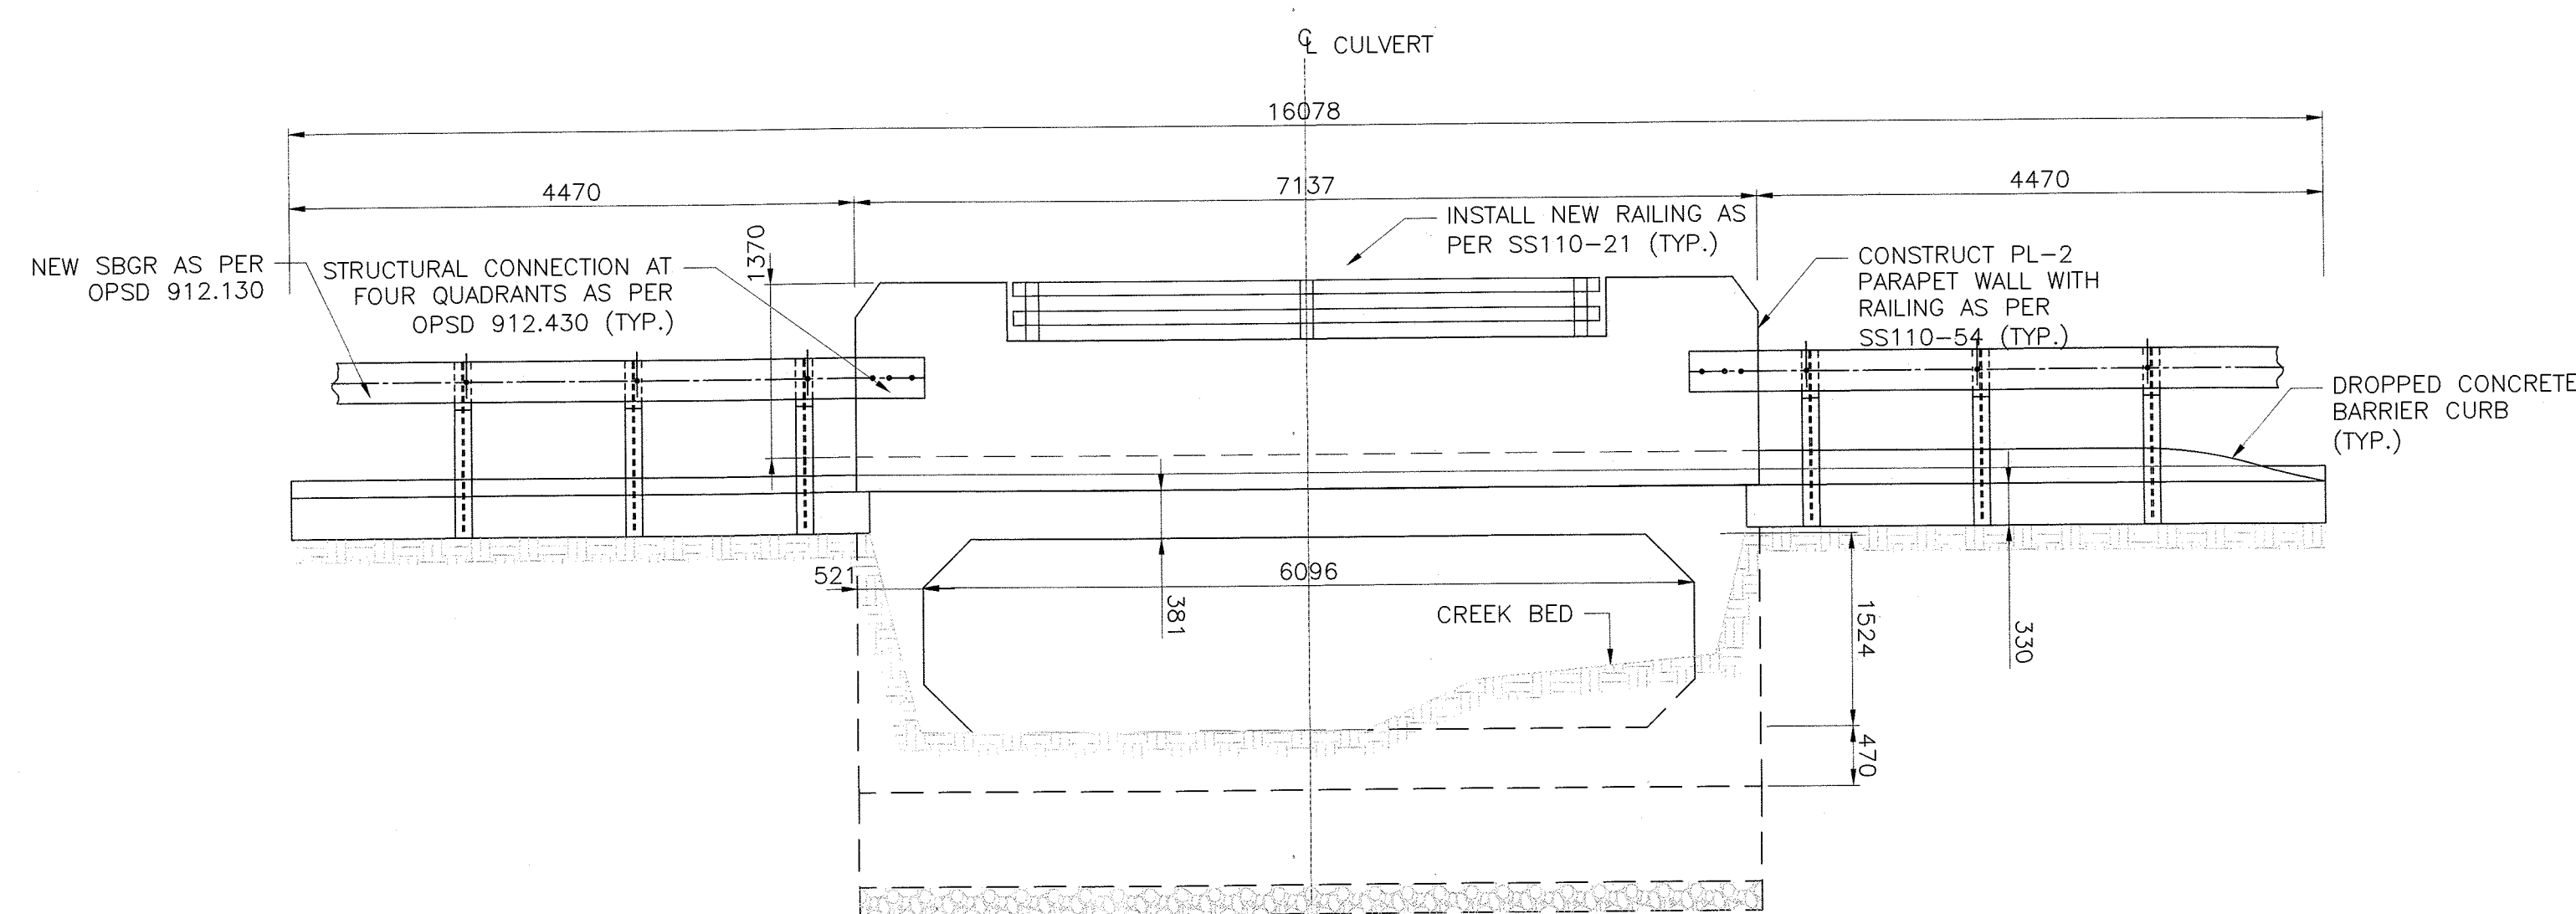 ℄ CULVERT
16078
4470
7137
4470
1370
INSTALL NEW RAILING AS
PER SS110-21 (TYP.)
NEW SBGR AS PER
OPSD 912.130
STRUCTURAL CONNECTION AT
FOUR QUADRANTS AS PER
OPSD 912.430 (TYP.)
CONSTRUCT PL-2
PARAPET WALL WITH
RAILING AS PER
SS110-54 (TYP.)
DROPPED CONCRETE
BARRIER CURB
(TYP.)
521
6096
381
CREEK BED
1524
330
470